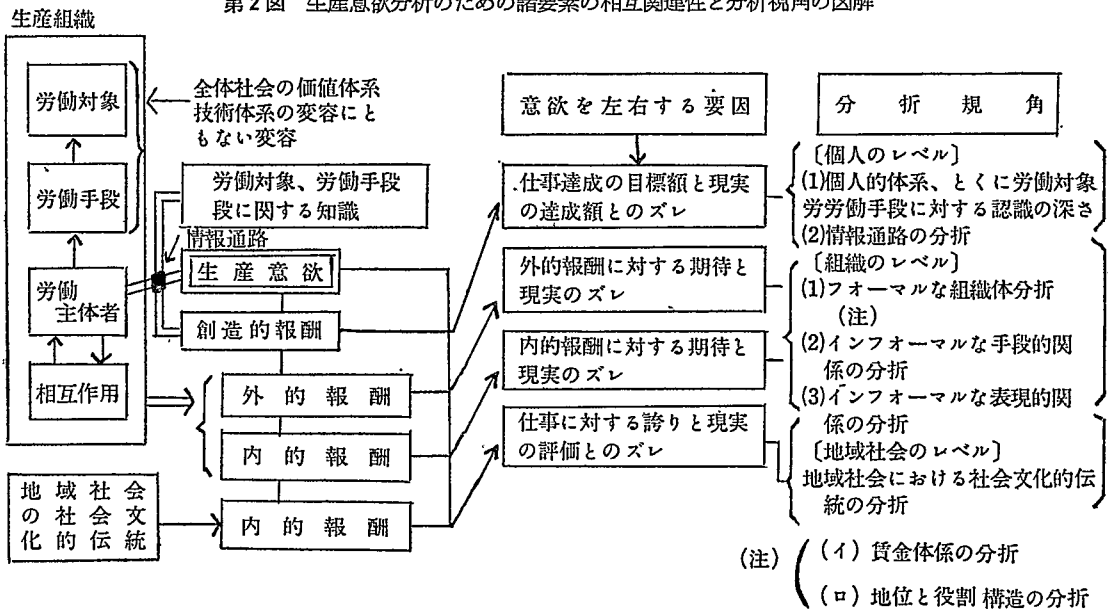 第2図 生産意欲分析のための諸要素の相互関連性と分析視角の図解
生産組織
労働対象
労働手段
労働
主体者
相互作用
全体社会の価値体系
技術体系の変容にと
もない変容
労働対象、労働手段
段に関する知識
情報通路
生産意欲
創造的報酬
外的報酬
内的報酬
地域社会
の社会文
化的伝統
内的報酬
意欲を左右する要因
仕事達成の目標額と現実
の達成額とのズレ
外的報酬に対する期待と
現実のズレ
内的報酬に対する期待と
現実のズレ
仕事に対する誇りと現実
の評価とのズレ
分折規角
〔個人のレベル〕
(1)個人的体系、とくに労働対象
労労働手段に対する認識の深さ
(2)情報通路の分折
〔組織のレベル〕
(1)フォーマルな組織体分折
(注)
(2)インフォーマルな手段的関
係の分折
(3)インフォーマルな表現的関
係の分折
〔地域社会のレベル〕
地域社会における社会文化的伝
統の分折
(注)
(イ) 賃金体係の分折
(ロ) 地位と役割構造の分折